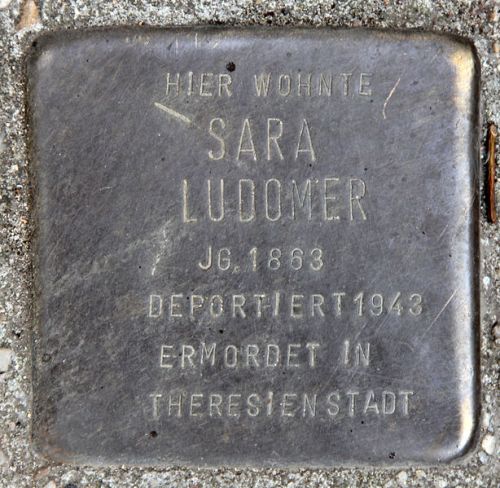 HIER WOHNTE
SARA
LUDOMER
JG. 1863
DEPORTIERT 1943
ERMORDET IN
THERESIENSTADT